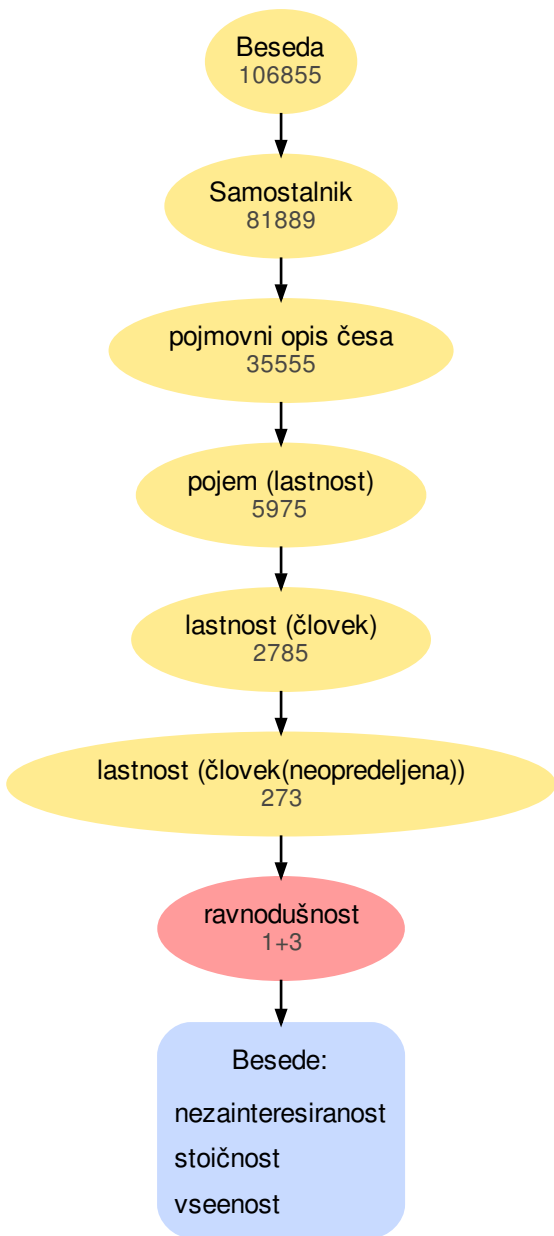 Beseda
106855
Samostalnik
81889
pojmovni opis česa
35555
pojem (lastnost)
5975
lastnost (človek)
2785
lastnost (človek(neopredeljena))
273
ravnodušnost
1+3
Besede:
nezainteresiranost
stoičnost
vseenost